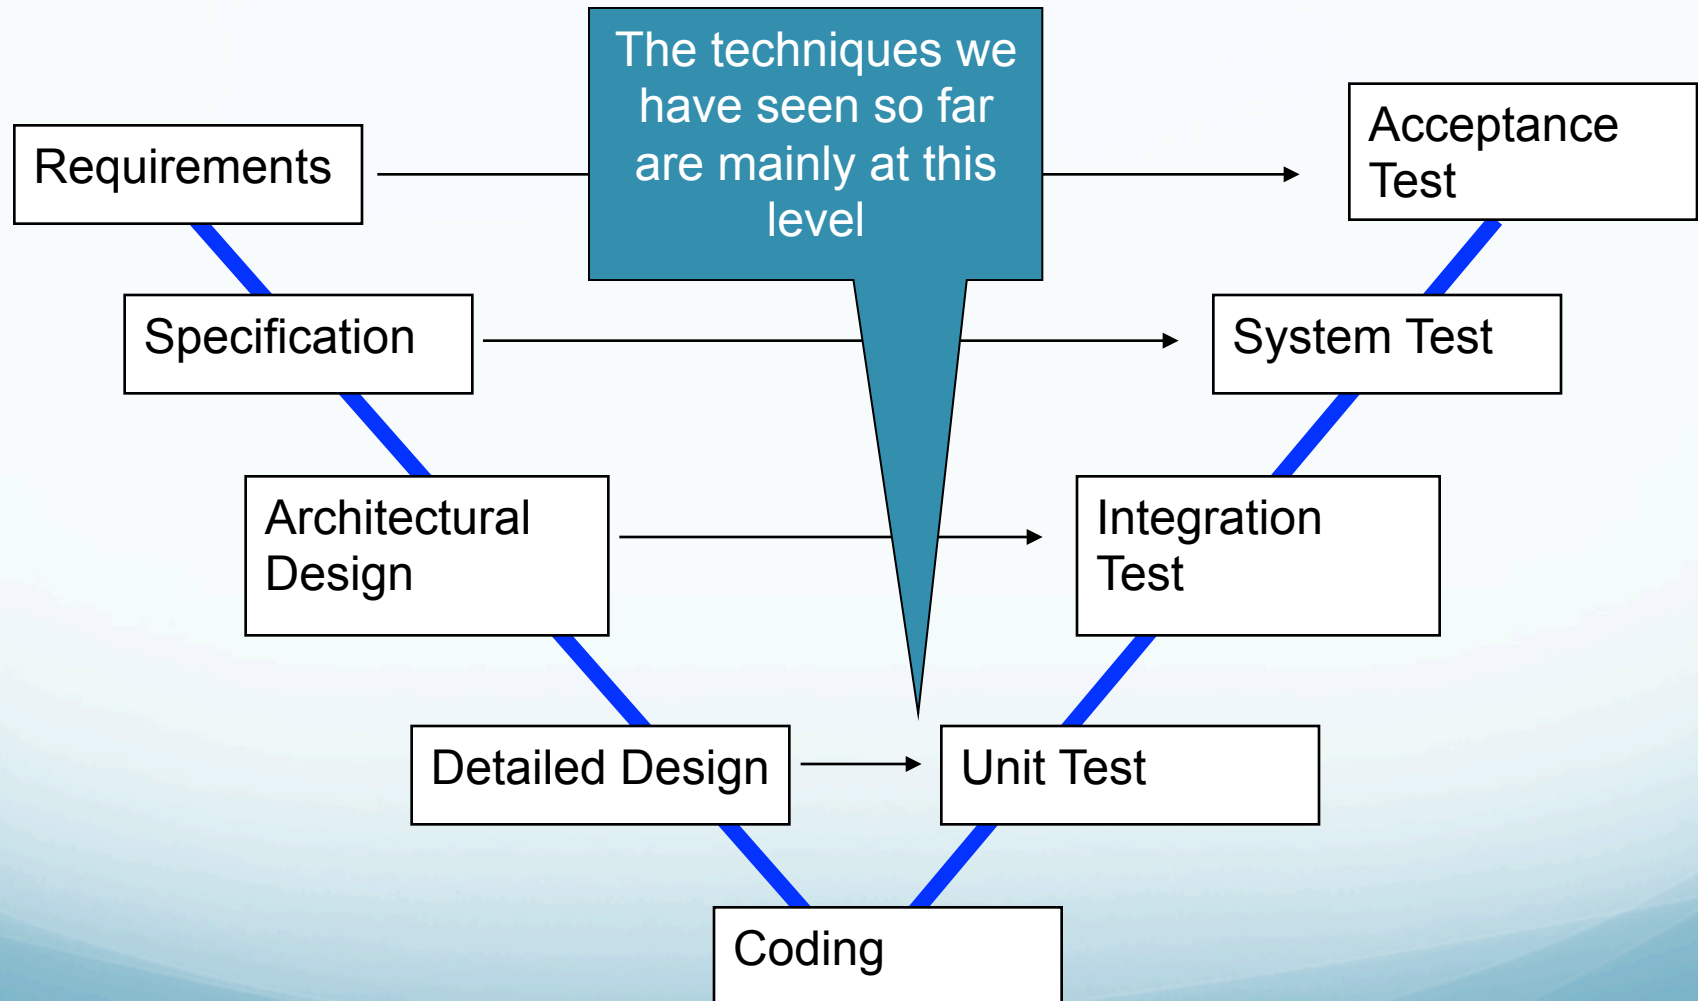 The techniques we
have seen so far
are mainly at this
level
Requirements
Acceptance
Test
Specification
System Test
Architectural
Design
Integration
Test
Detailed Design
Unit Test
Coding